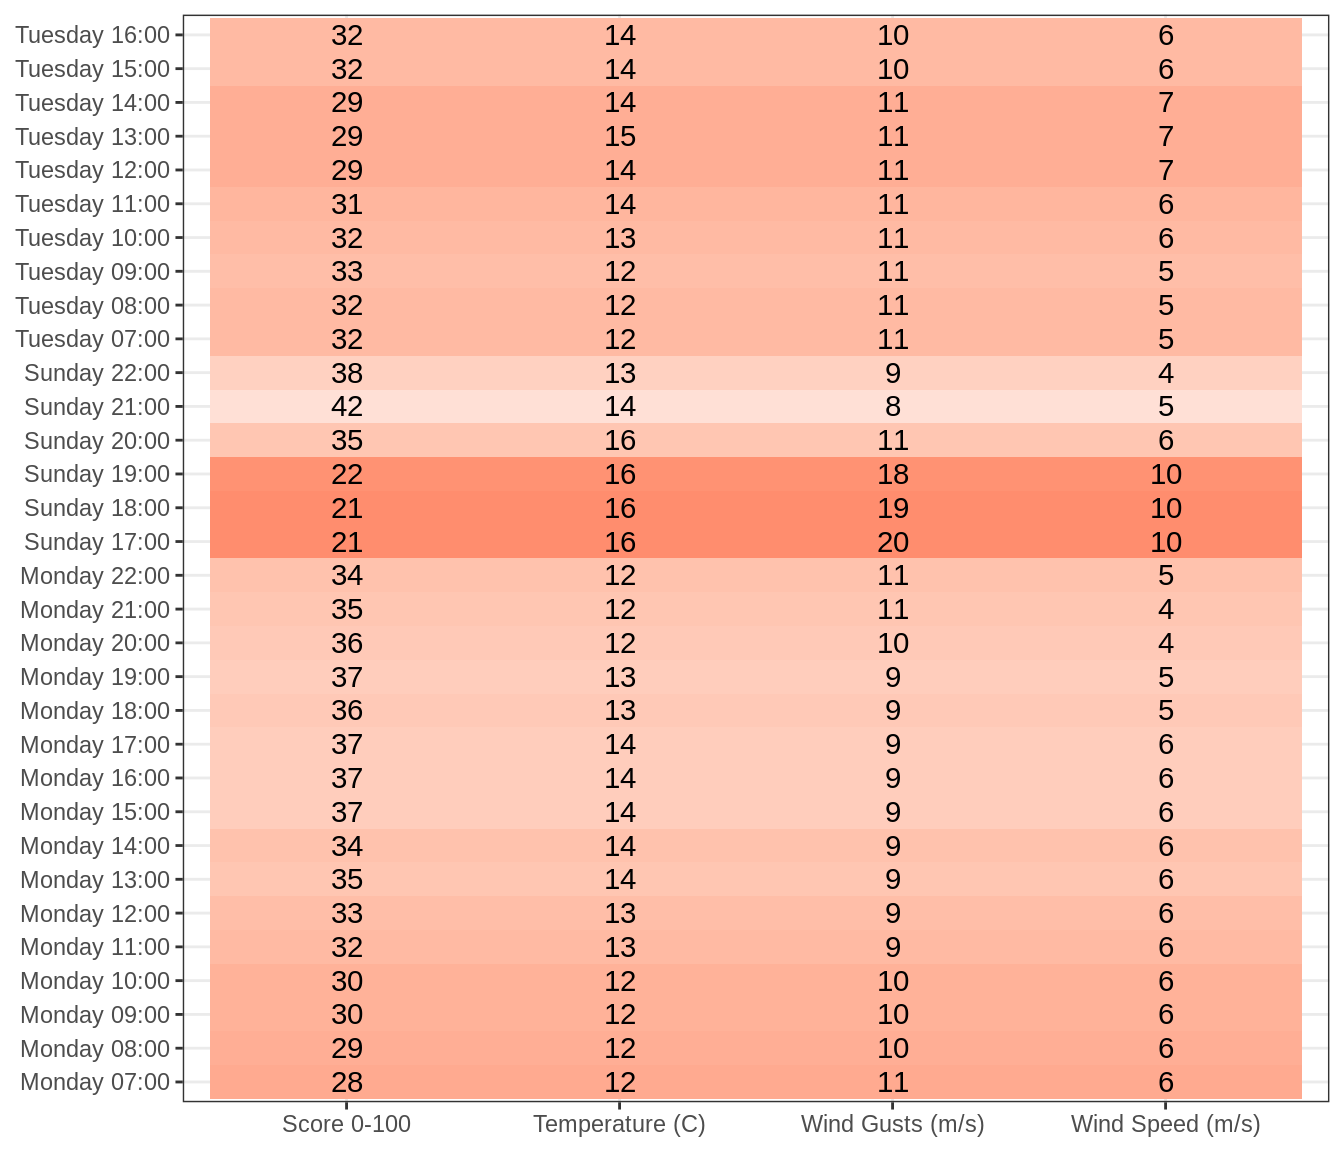 Tuesday 16:00 32 14 10 6
Tuesday 15:00 32 14 10 6
Tuesday 14:00 29 14 11 7
Tuesday 13:00 29 15 11 7
Tuesday 12:00 29 14 11 7
Tuesday 11:00 31 14 11 6
Tuesday 10:00 32 13 11 6
Tuesday 09:00 33 12 11 5
Tuesday 08:00 32 12 11 5
Tuesday 07:00 32 12 11 5
Sunday 22:00 38 13 9 4
Sunday 21:00 42 14 8 5
Sunday 20:00 35 16 11 6
Sunday 19:00 22 16 18 10
Sunday 18:00 21 16 19 10
Sunday 17:00 21 16 20 10
Monday 22:00 34 12 11 5
Monday 21:00 35 12 11 4
Monday 20:00 36 12 10 4
Monday 19:00 37 13 9 5
Monday 18:00 36 13 9 5
Monday 17:00 37 14 9 6
Monday 16:00 37 14 9 6
Monday 15:00 37 14 9 6
Monday 14:00 34 14 9 6
Monday 13:00 35 14 9 6
Monday 12:00 33 13 9 6
Monday 11:00 32 13 9 6
Monday 10:00 30 12 10 6
Monday 09:00 30 12 10 6
Monday 08:00 29 12 10 6
Monday 07:00 28 12 11 6
Score 0-100 Temperature (C) Wind Gusts (m/s) Wind Speed (m/s)